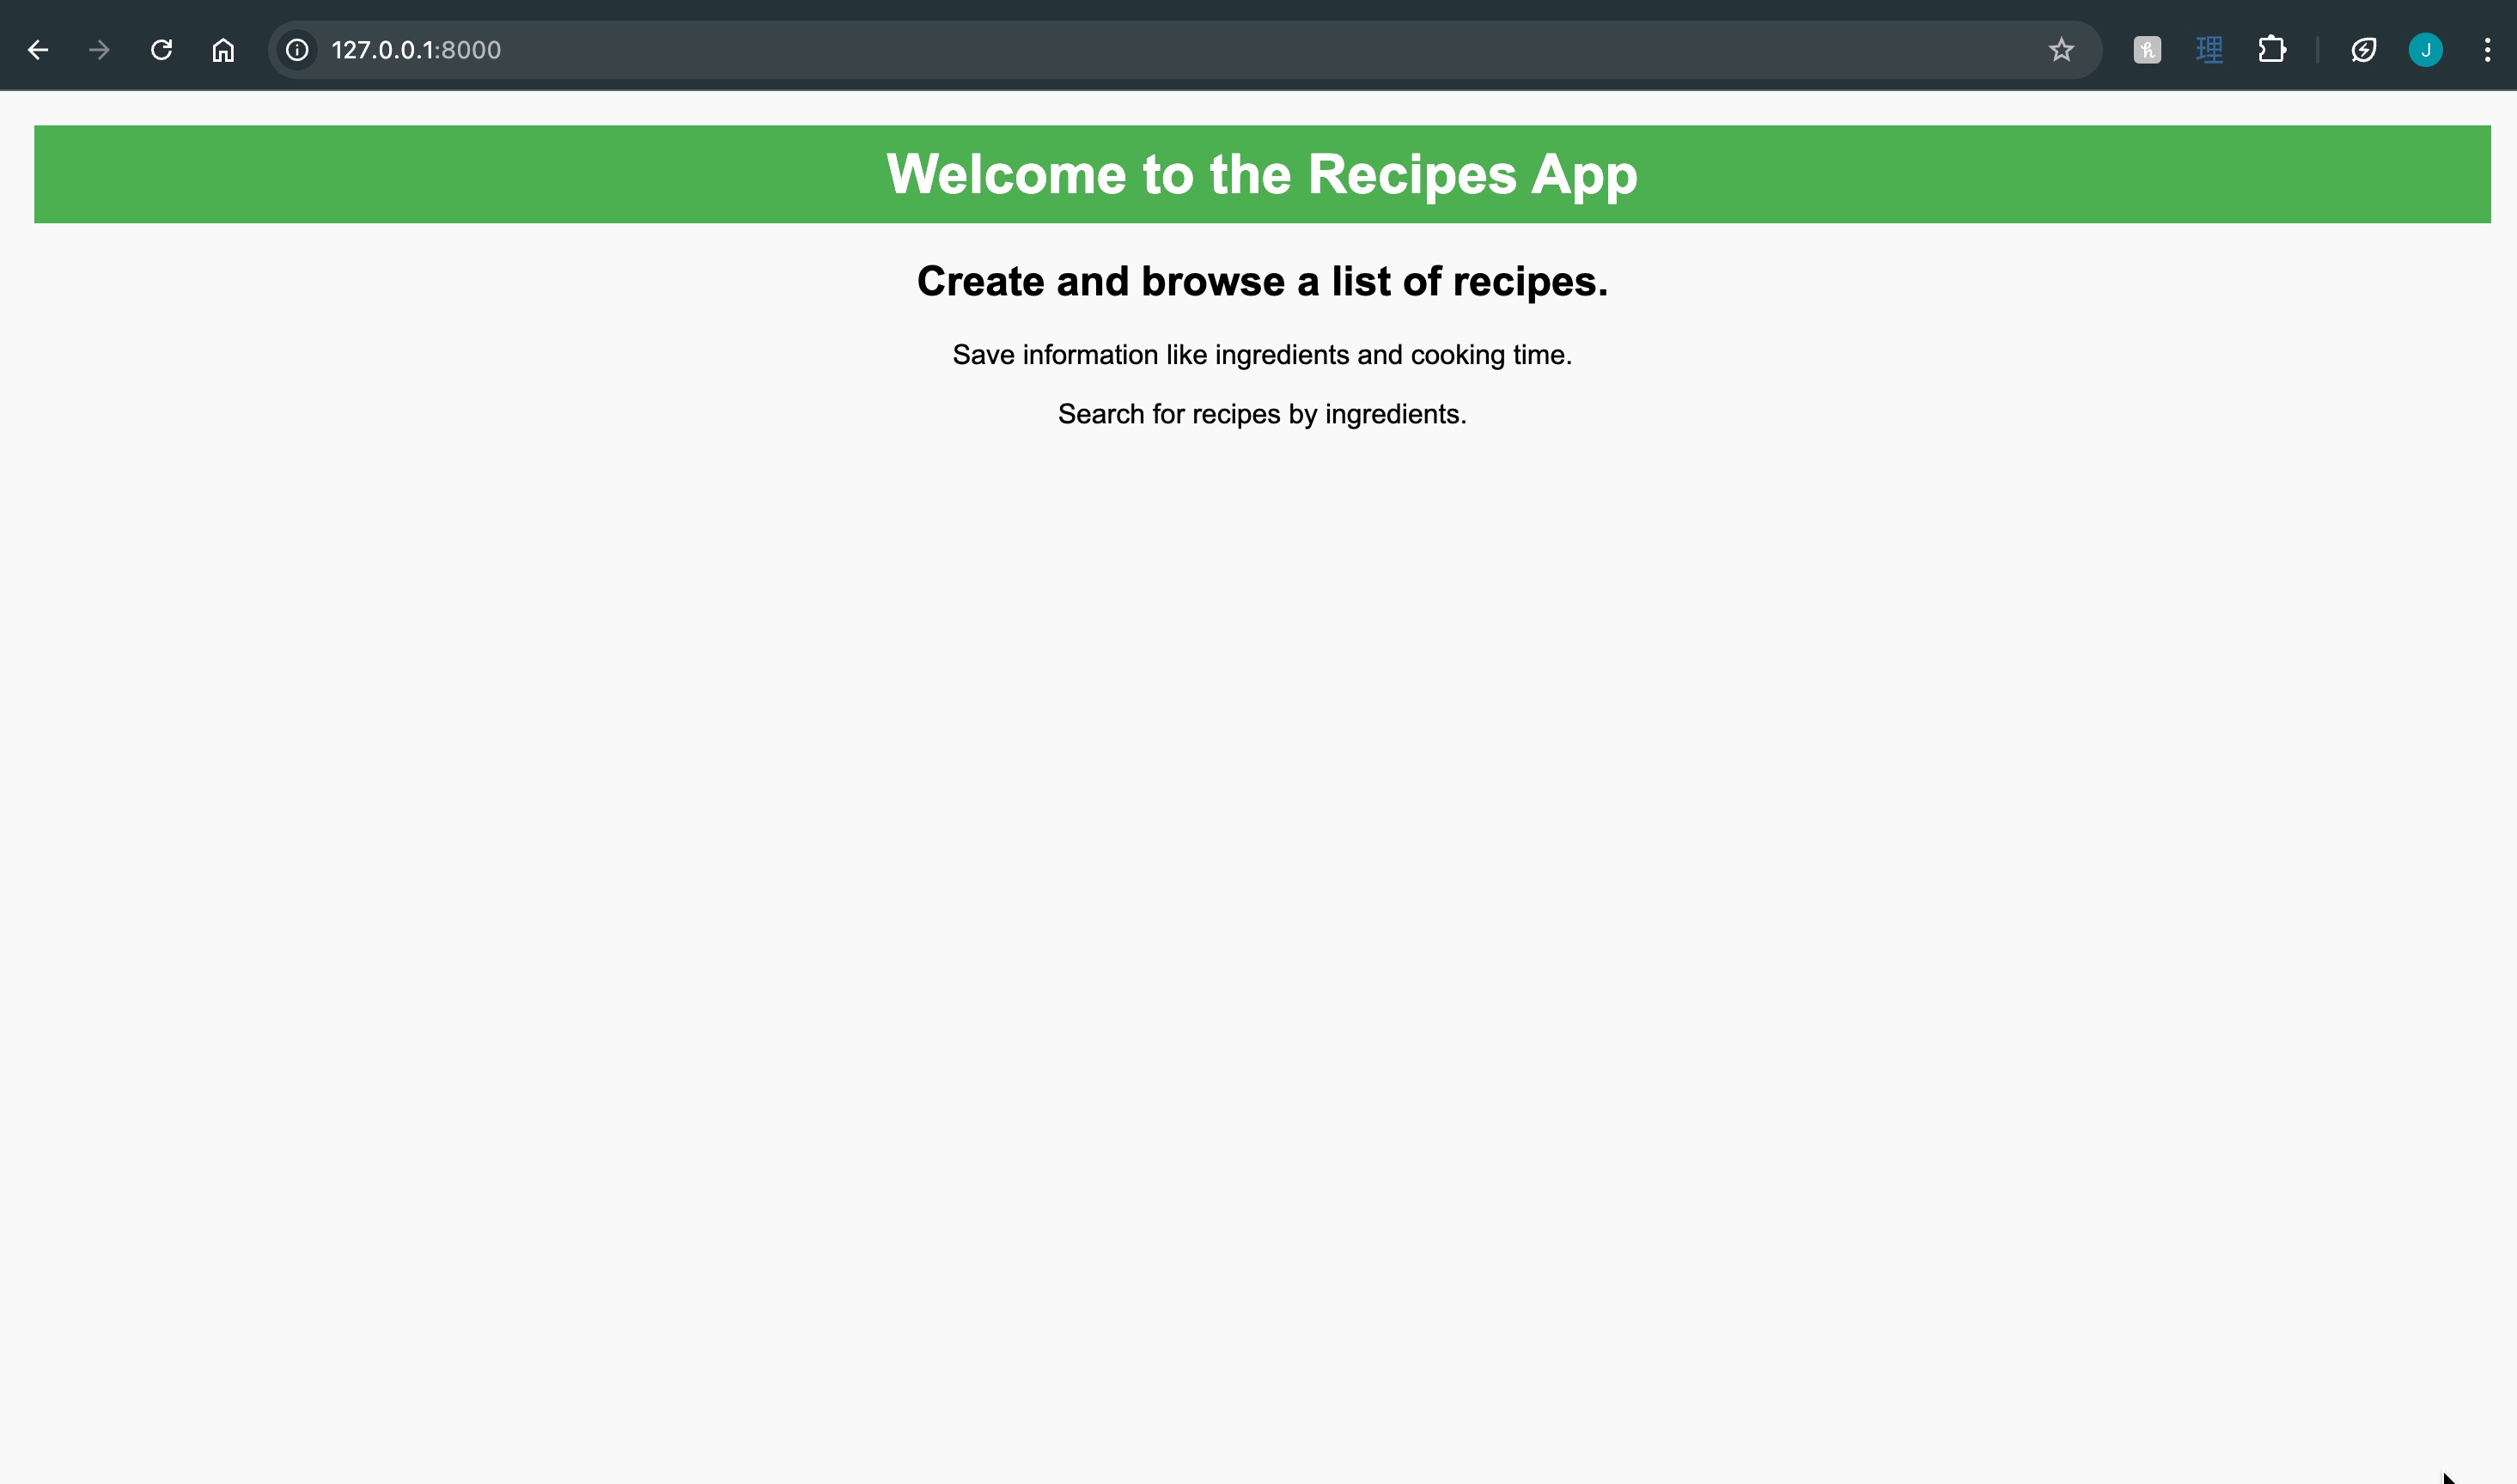 127.0.0.1:8000
h
理
J
Welcome to the Recipes App
Create and browse a list of recipes.
Save information like ingredients and cooking time.
Search for recipes by ingredients.